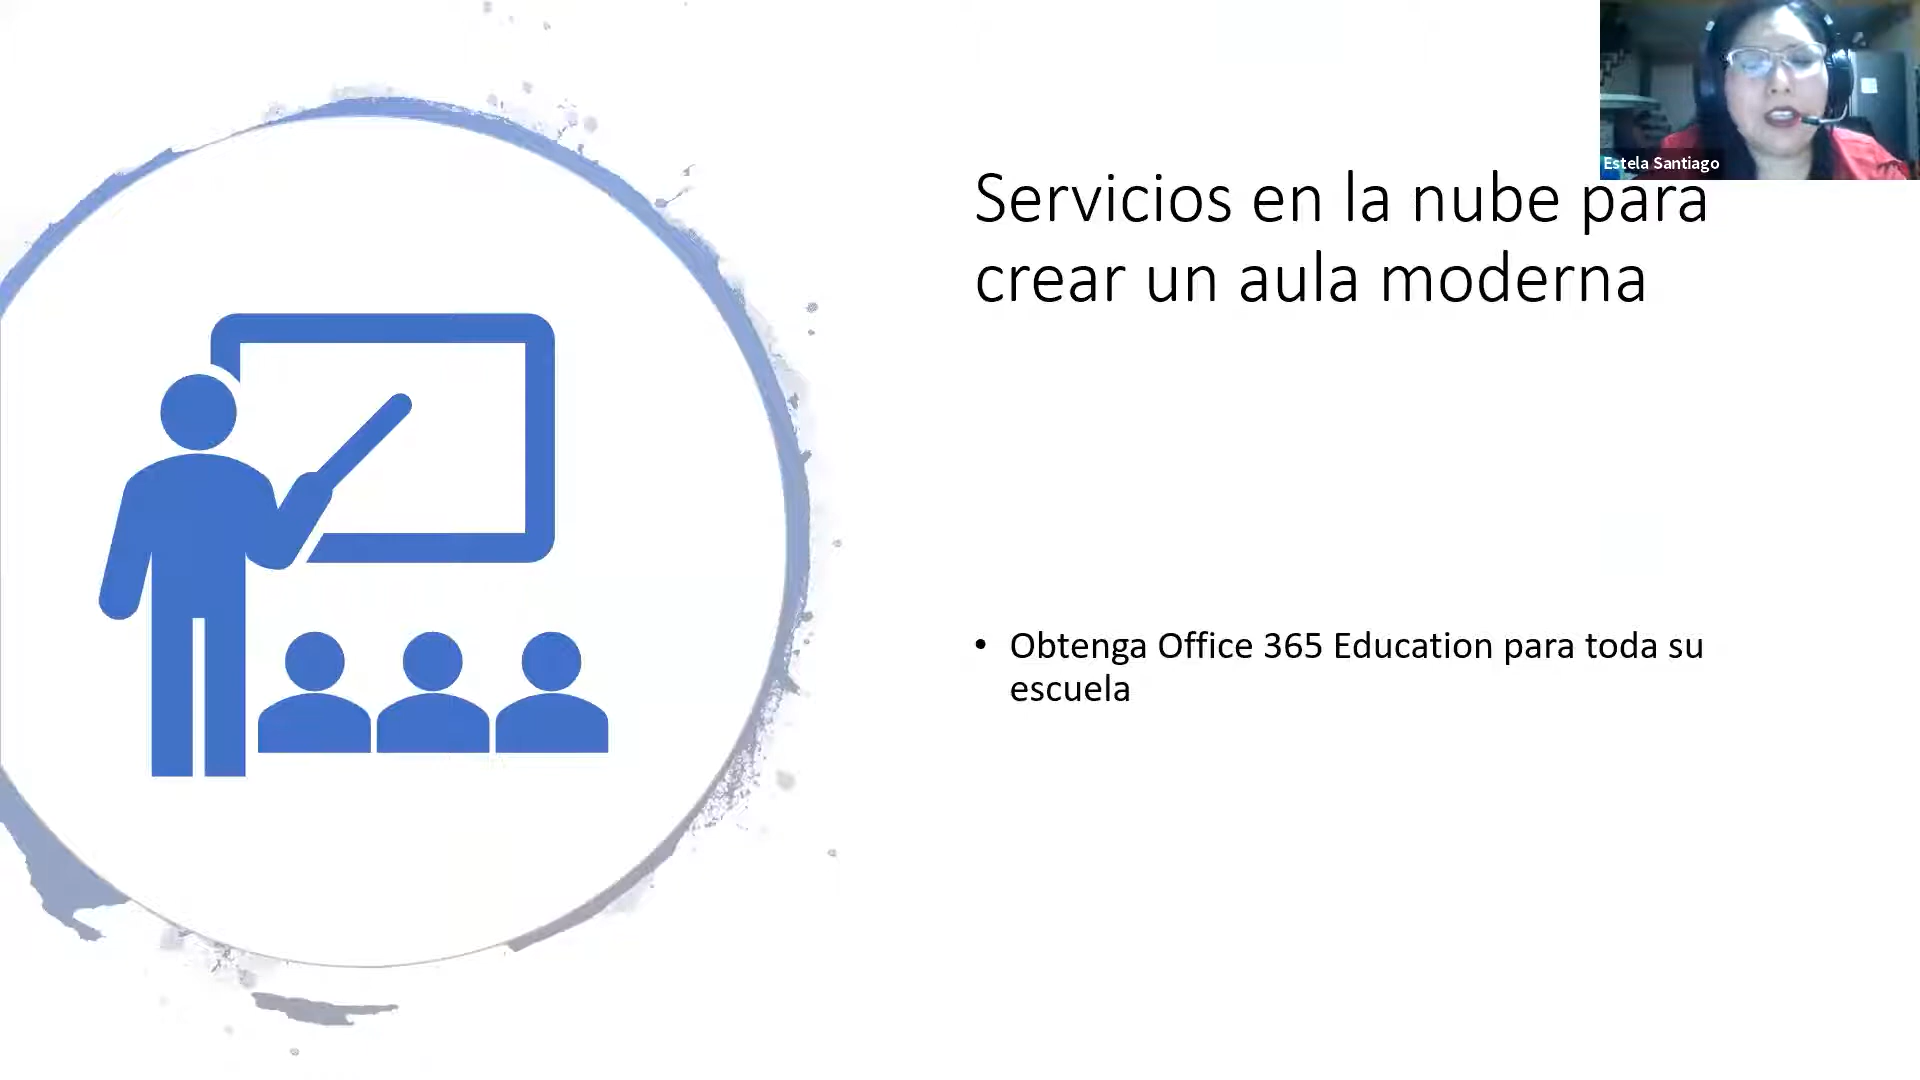 Estela Santiago
Servicios en la nube para
crear un aula moderna
• Obtenga Office 365 Education para toda su
escuela